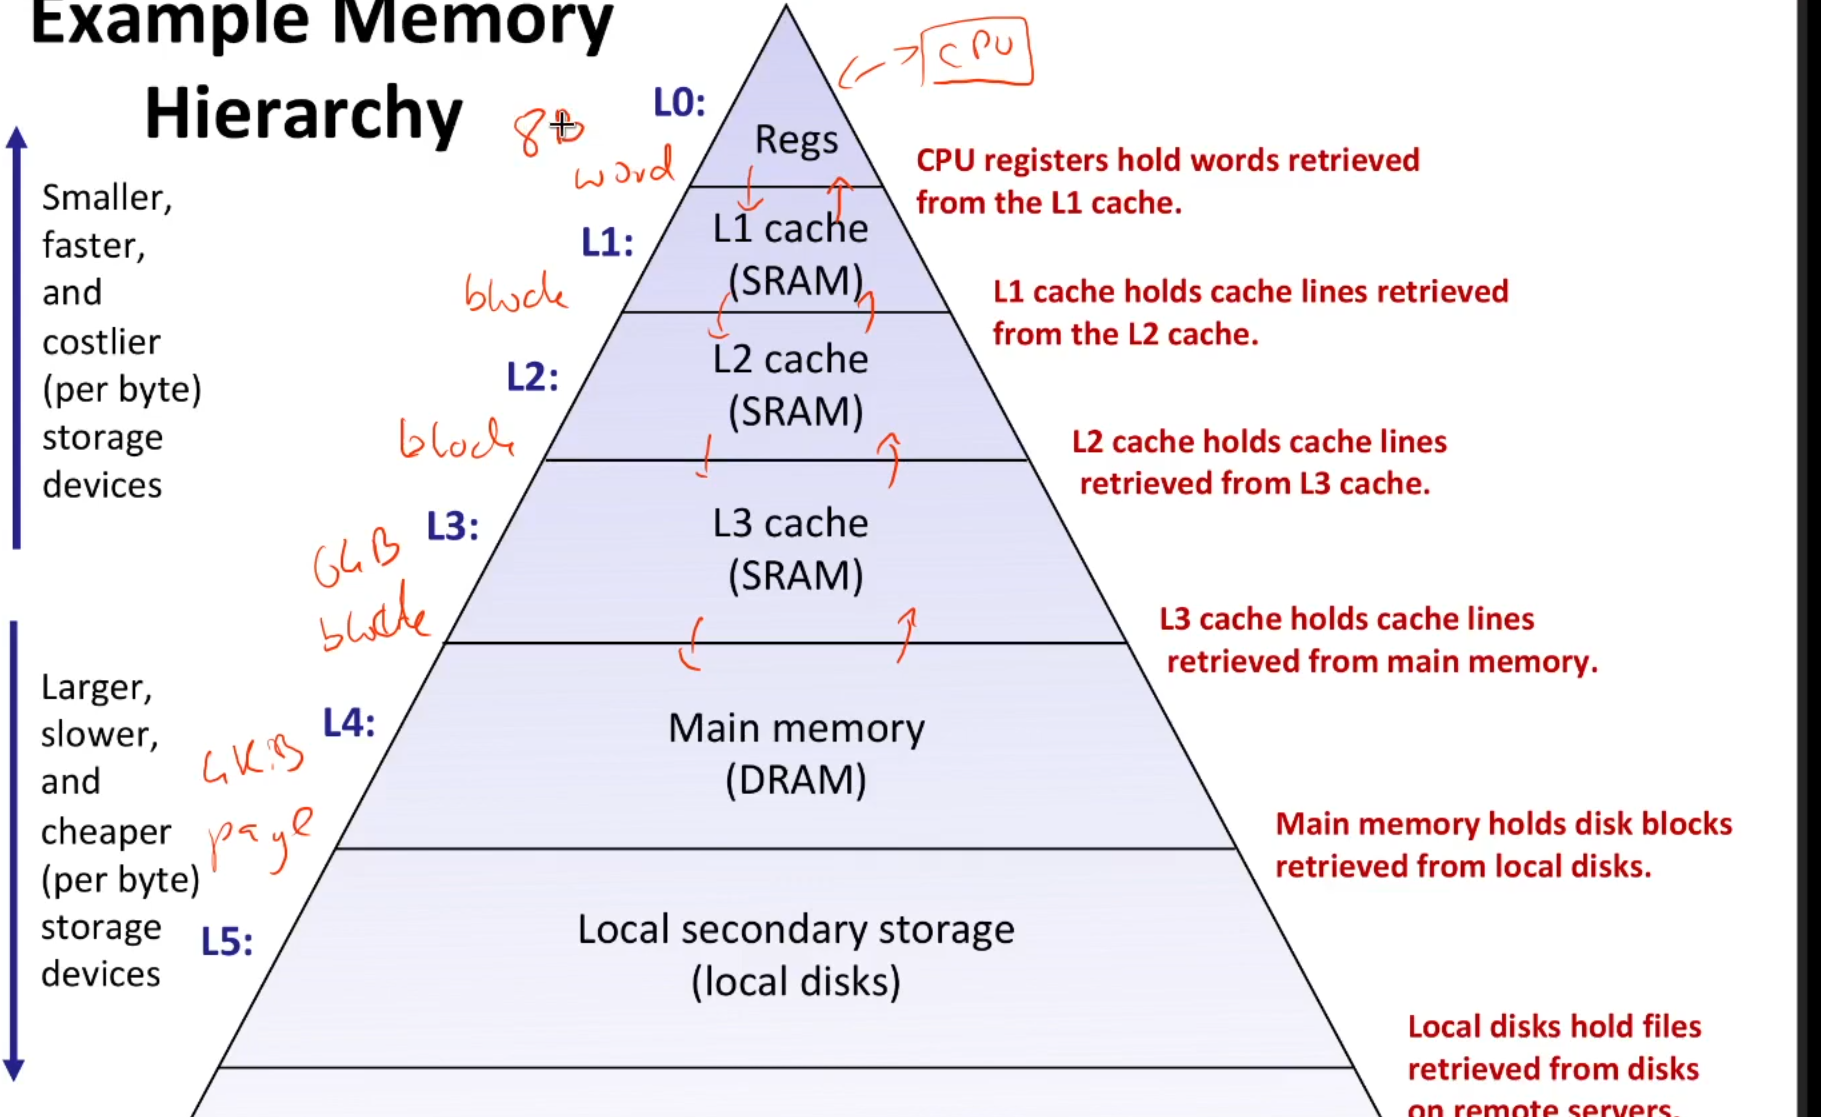 Example Memory
Hierarchy
CPU
L0:
8B
word
Regs
CPU registers hold words retrieved
from the L1 cache.
Smaller,
faster,
and
costlier
(per byte)
storage
devices
L1:
L1 cache
(SRAM)
block
L1 cache holds cache lines retrieved
from the L2 cache.
L2:
L2 cache
(SRAM)
block
L2 cache holds cache lines
retrieved from L3 cache.
L3:
L3 cache
(SRAM)
64B
block
L3 cache holds cache lines
retrieved from main memory.
Larger,
slower,
and
cheaper
(per byte)
storage
devices
L4:
Main memory
(DRAM)
4KiB
page
Main memory holds disk blocks
retrieved from local disks.
L5:
Local secondary storage
(local disks)
Local disks hold files
retrieved from disks
on remote servers.